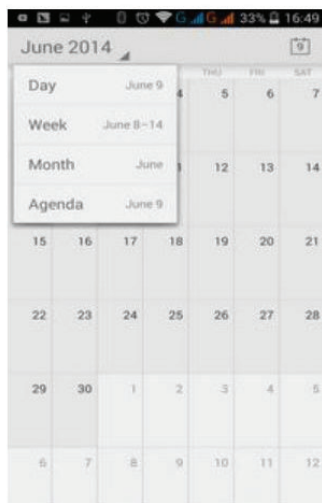 G G 33% 16:49
June 2014 9
THU FRI SAT
Day June 9
4 5 6 7
Week June 8–14
Month June
11 12 13 14
Agenda June 9
15 16 17 18 19 20 21
22 23 24 25 26 27 28
29 30 1 2 3 4 5
6 7 8 9 10 11 12